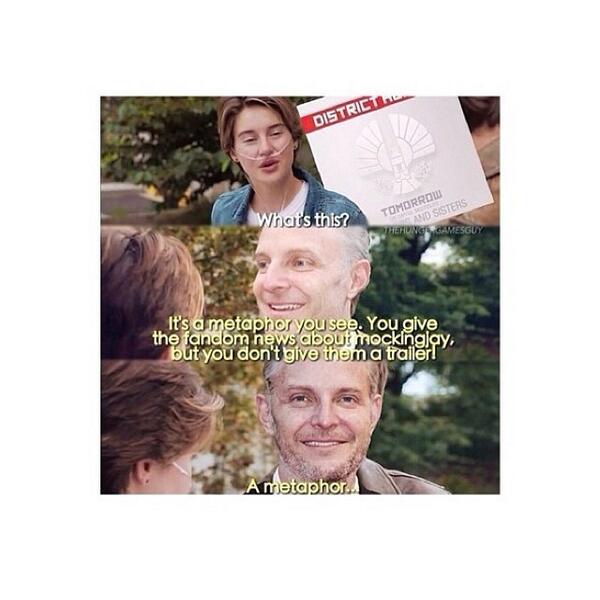 DISTRICT
TOMORROW
AND SISTERS
THEHUNGERGAMESGUY
What's this?
It's a metaphor you see. You give
the fandom news about mockingjay,
but you don't give them a trailer!
A metaphor...